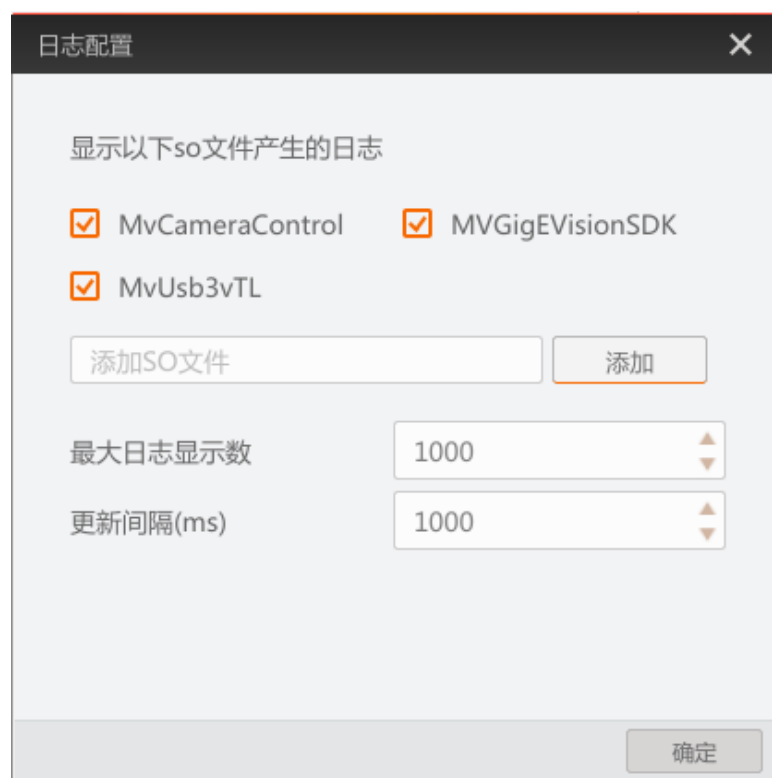 日志配置
显示以下so文件产生的日志
MvCameraControl MVGigEVisionSDK
MvUsb3vTL
添加SO文件 添加
最大日志显示数 1000
更新间隔(ms) 1000
确定